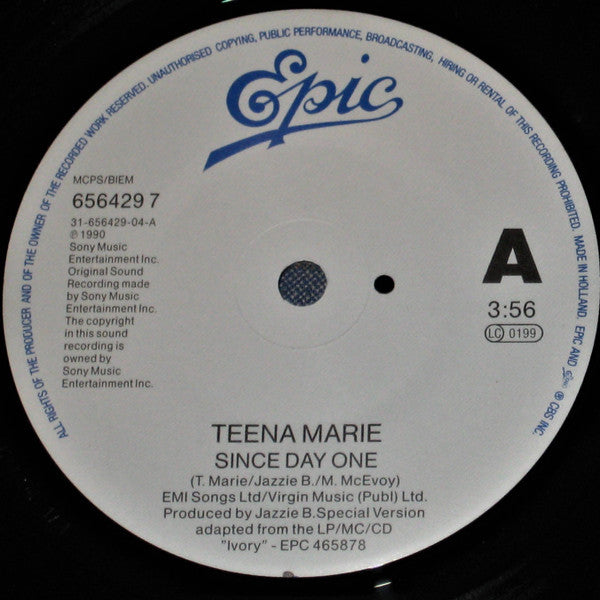 ALL RIGHTS OF THE PRODUCER AND OF THE OWNER OF THE RECORDED WORK RESERVED. UNAUTHORISED COPYING, PUBLIC PERFORMANCE, BROADCASTING, HIRING OR RENTAL OF THIS RECORDING PROHIBITED. MADE IN HOLLAND. EPIC AND Epic ® CBS INC.
Epic
MCPS/BIEM
656429 7
31-656429-04-A
℗ 1990
Sony Music
Entertainment Inc.
Original Sound
Recording made
by Sony Music
Entertainment Inc.
The copyright
in this sound
recording is
owned by
Sony Music
Entertainment Inc.
A
3:56
LC 0199
TEENA MARIE
SINCE DAY ONE
(T. Marie/Jazzie B./M. McEvoy)
EMI Songs Ltd/Virgin Music (Publ) Ltd.
Produced by Jazzie B.Special Version
adapted from the LP/MC/CD
"Ivory" - EPC 465878